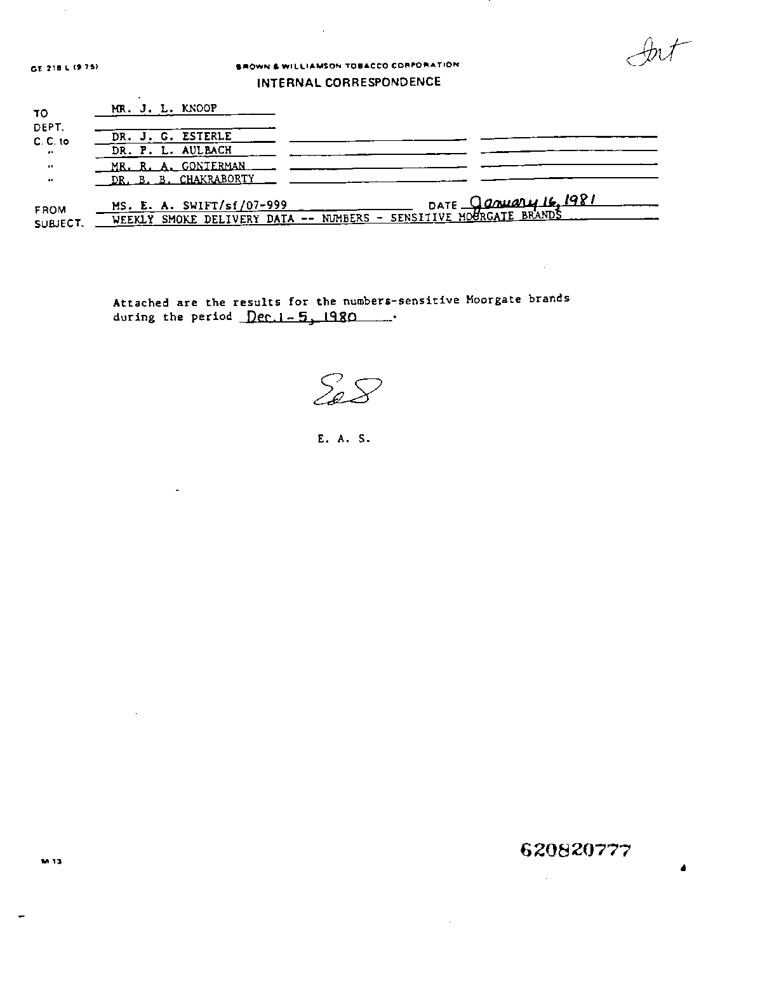 GE 218 L (9 75)
BROWN & WILLIAMSON TOBACCO CORPORATION
INTERNAL CORRESPONDENCE
TO MR. J. L. KNOOP
DEPT.
C. C. to DR. J. G. ESTERLE
" DR. P. L. AULBACH
" MR. R. A. GONTERMAN
" DR. B. B. CHAKRABORTY
FROM MS. E. A. SWIFT/sf/07-999 DATE January 16, 1981
SUBJECT. WEEKLY SMOKE DELIVERY DATA -- NUMBERS - SENSITIVE MOORGATE BRANDS
Attached are the results for the numbers-sensitive Moorgate brands
during the period Dec. 1 - 5, 1980.
EaS
E. A. S.
620820777
M 13